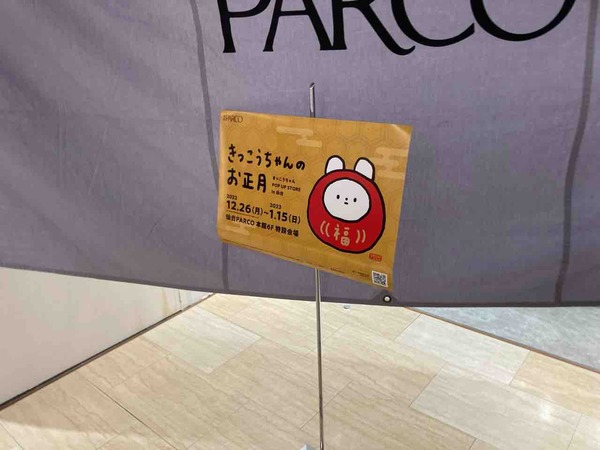 PARCO
PARCO
きっこうちゃんの
お正月
きっこうちゃん
POP UP STORE
in 仙台
2022
2023
12.26(月)~1.15(日)
仙台PARCO 本館6F 特設会場
((福))